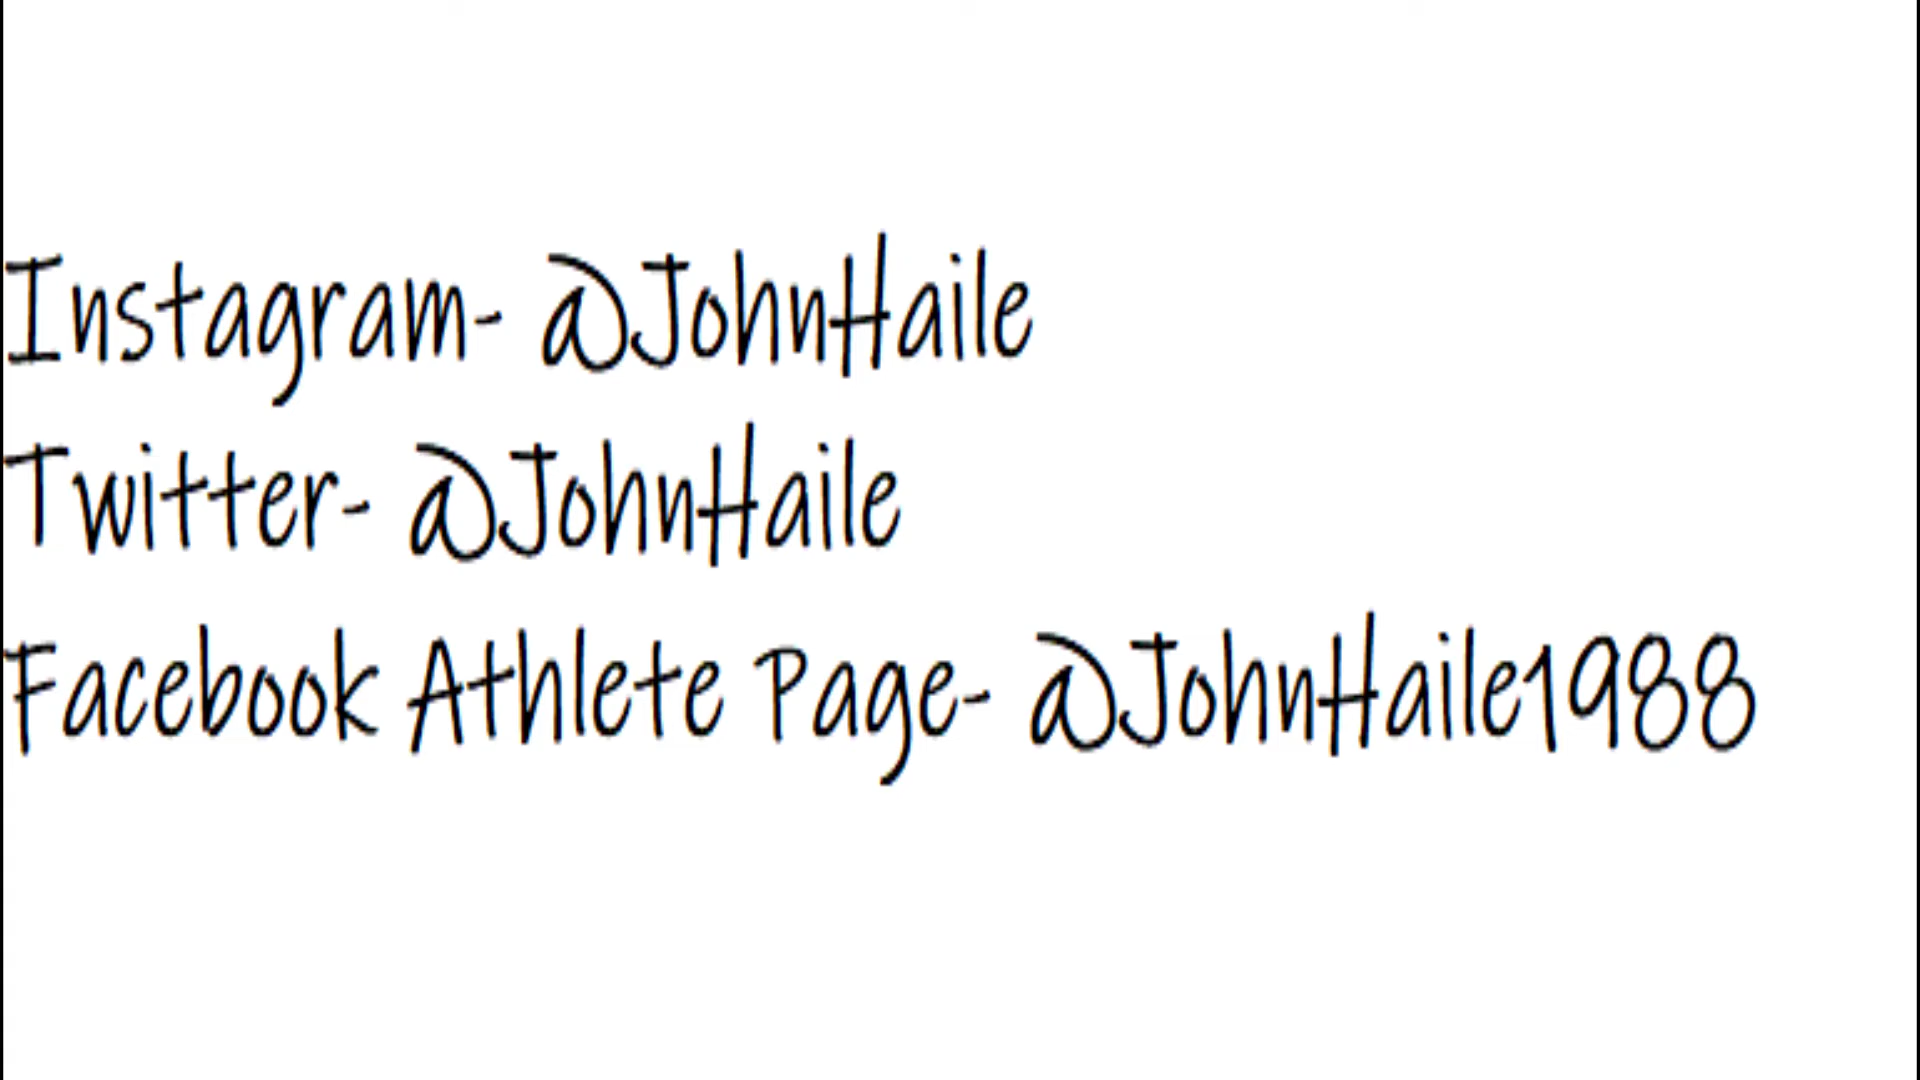 Instagram- @JohnHaile
Twitter- @JohnHaile
Facebook Athlete Page- @JohnHaile1988